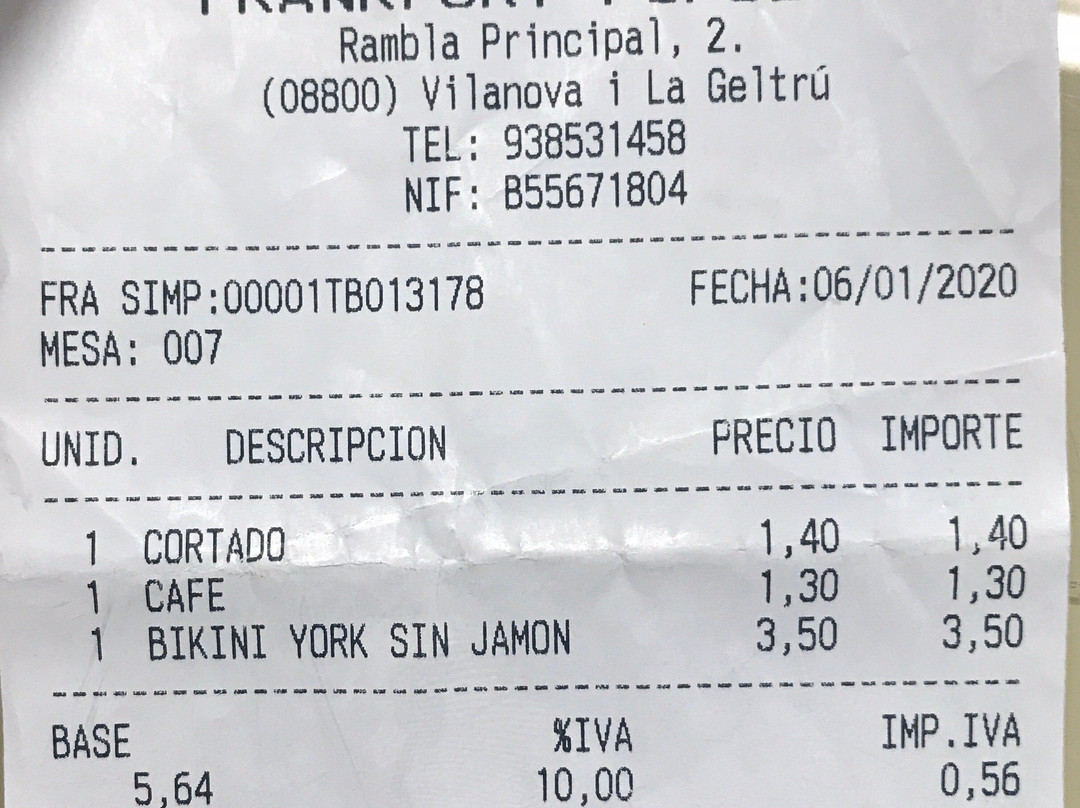 Rambla Principal, 2.
(08800) Vilanova i La Geltrú
TEL: 938531458
NIF: B55671804
FRA SIMP:00001TB013178 FECHA:06/01/2020
MESA: 007
UNID. DESCRIPCION PRECIO IMPORTE
1 CORTADO 1,40 1,40
1 CAFE 1,30 1,30
1 BIKINI YORK SIN JAMON 3,50 3,50
BASE %IVA IMP.IVA
5,64 10,00 0,56